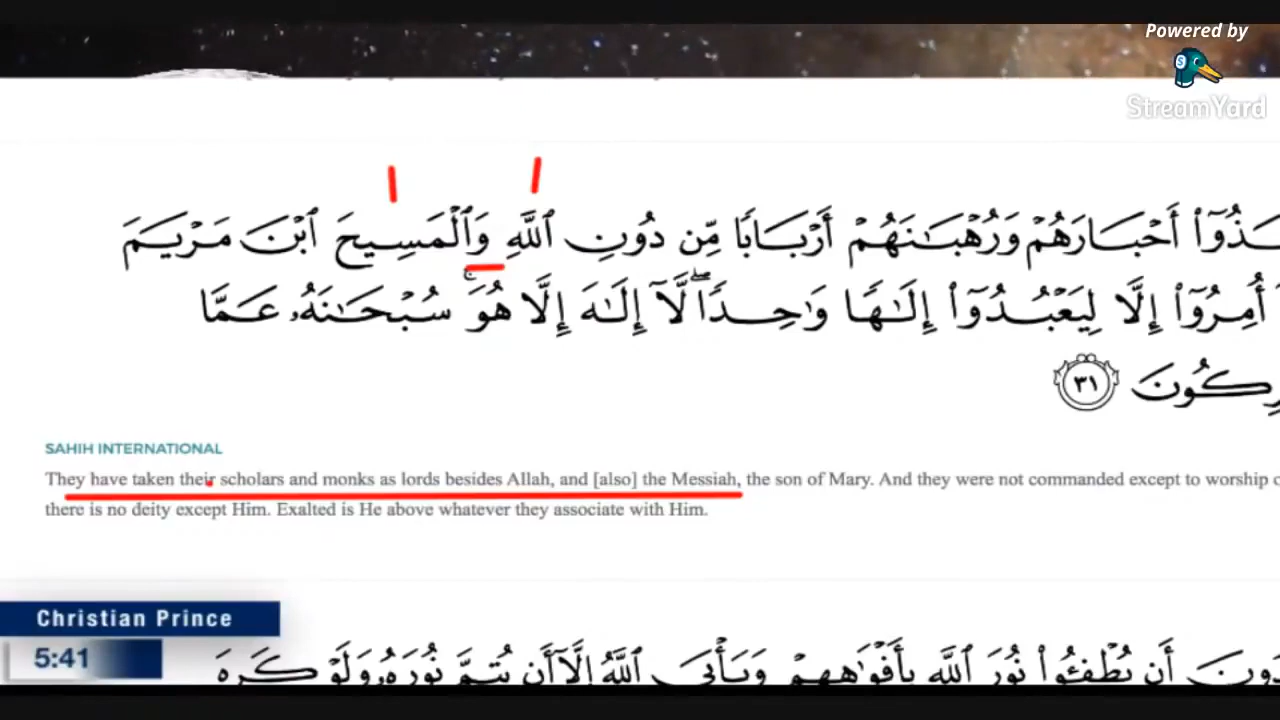 Powered by
StreamYard
أَحْبَارَهُمْ وَرُهْبَـٰنَهُمْ أَرْبَابًا مِّن دُونِ ٱللَّهِ وَٱلْمَسِيحَ ٱبْنَ مَرْيَمَ
أُمِرُوٓا۟ إِلَّا لِيَعْبُدُوٓا۟ إِلَـٰهًا وَٰحِدًا ۖ لَّآ إِلَـٰهَ إِلَّا هُوَ ۚ سُبْحَـٰنَهُۥ عَمَّا
٣١
SAHIH INTERNATIONAL
They have taken their scholars and monks as lords besides Allah, and [also] the Messiah, the son of Mary. And they were not commanded except to worship
there is no deity except Him. Exalted is He above whatever they associate with Him.
Christian Prince
5:41
أَن يُطْفِـُٔوا۟ نُورَ ٱللَّهِ بِأَفْوَٰهِهِمْ وَيَأْبَى ٱللَّهُ إِلَّآ أَن يُتِمَّ نُورَهُۥ وَلَوْ كَرِهَ